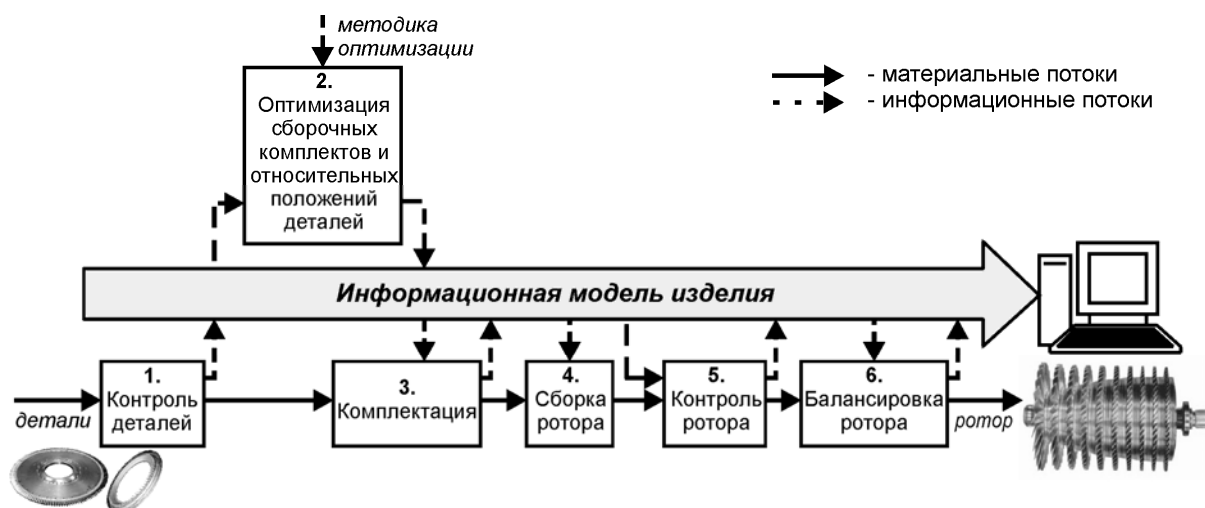 методика
оптимизации
2.
Оптимизация
сборочных
комплектов и
относительных
положений
деталей
- материальные потоки
- информационные потоки
Информационная модель изделия
детали
1.
Контроль
деталей
3.
Комплектация
4.
Сборка
ротора
5.
Контроль
ротора
6.
Балансировка
ротора
ротор